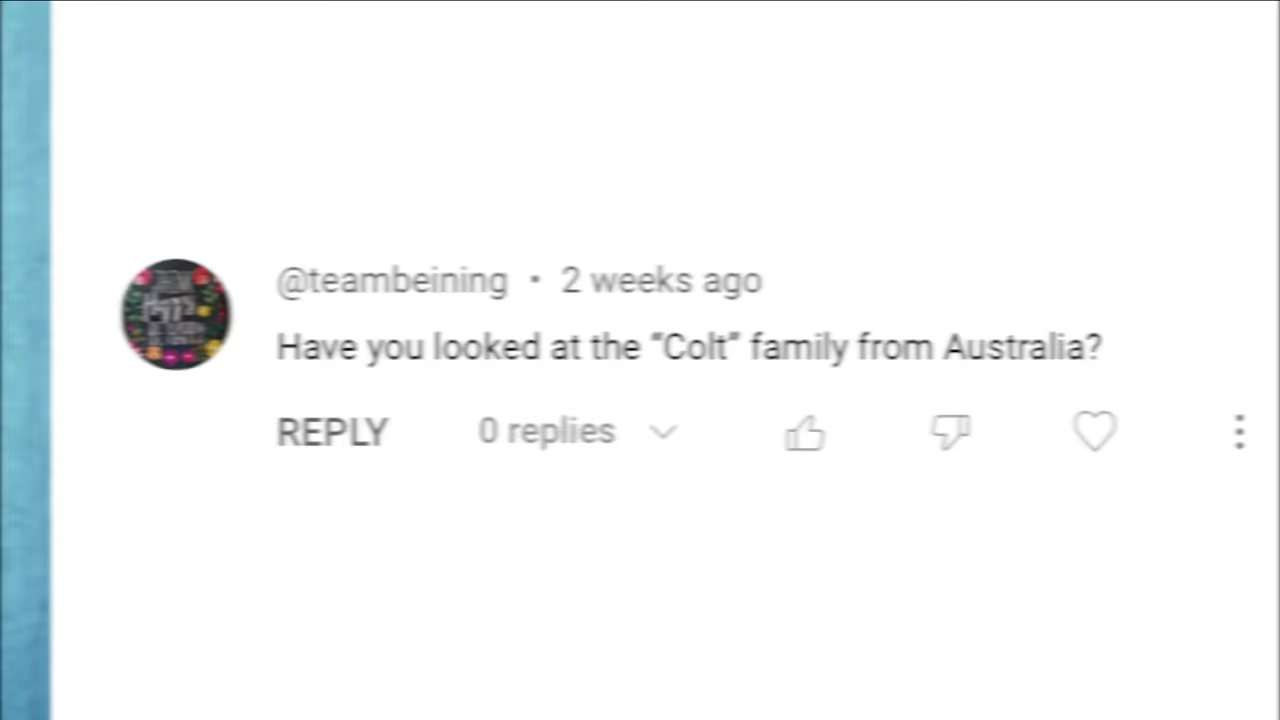 @teambeining • 2 weeks ago
Have you looked at the “Colt” family from Australia?
REPLY 0 replies